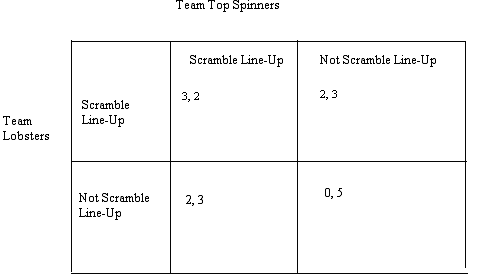 Team Top Spinners
Scramble Line-Up
Not Scramble Line-Up
Team
Lobsters
Scramble
Line-Up
3, 2
2, 3
Not Scramble
Line-Up
2, 3
0, 5